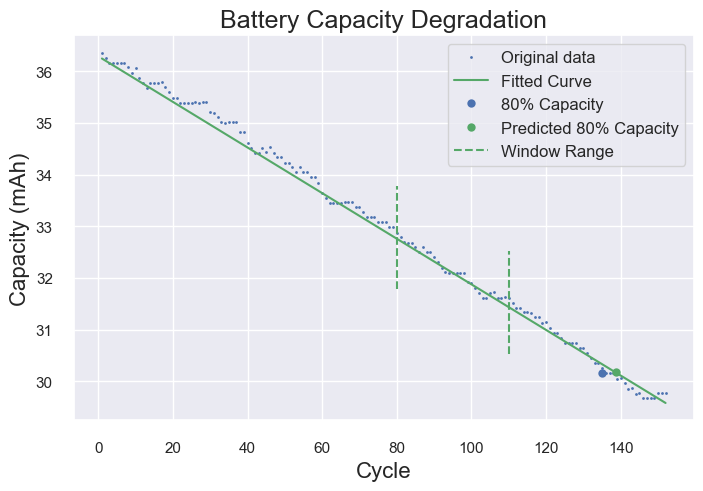 Battery Capacity Degradation
Original data
Fitted Curve
80% Capacity
Predicted 80% Capacity
Window Range
Capacity (mAh)
36
35
34
33
32
31
30
0 20 40 60 80 100 120 140
Cycle